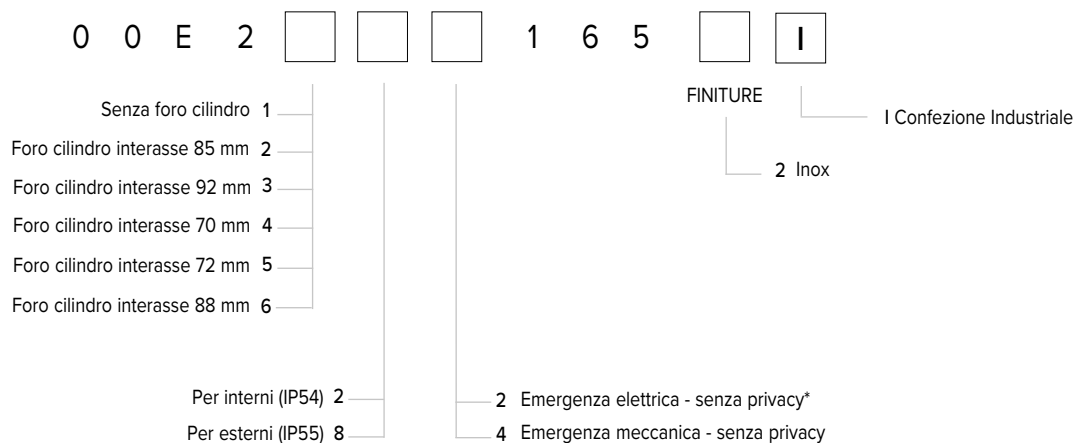 0 0 E 2 1 6 5 I
Senza foro cilindro 1
Foro cilindro interasse 85 mm 2
Foro cilindro interasse 92 mm 3
Foro cilindro interasse 70 mm 4
Foro cilindro interasse 72 mm 5
Foro cilindro interasse 88 mm 6
FINITURE
I Confezione Industriale
2 Inox
Per interni (IP54) 2
Per esterni (IP55) 8
2 Emergenza elettrica - senza privacy*
4 Emergenza meccanica - senza privacy